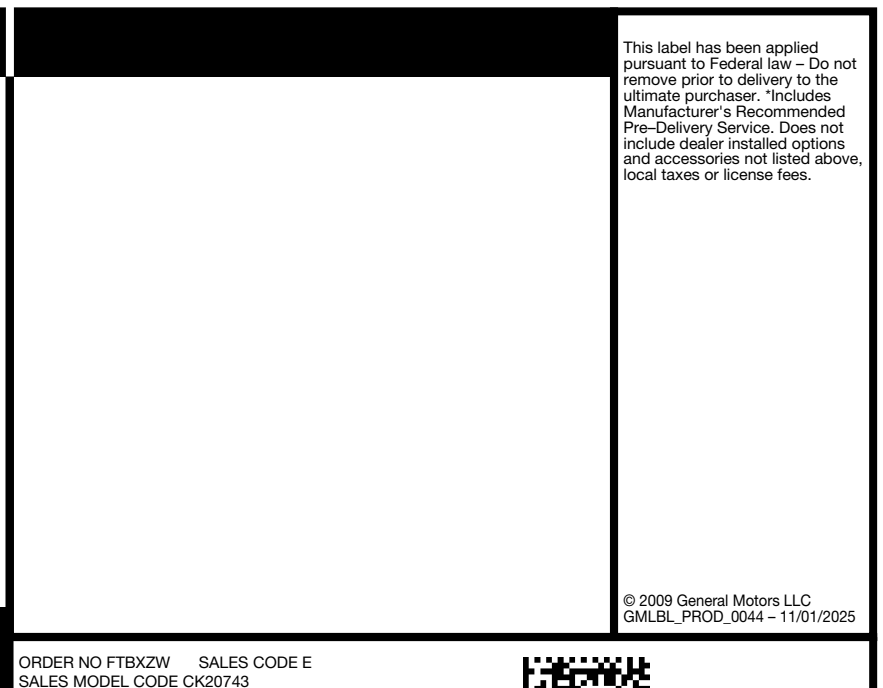 This label has been applied
pursuant to Federal law – Do not
remove prior to delivery to the
ultimate purchaser. *Includes
Manufacturer's Recommended
Pre–Delivery Service. Does not
include dealer installed options
and accessories not listed above,
local taxes or license fees.
© 2009 General Motors LLC
GMLBL_PROD_0044 – 11/01/2025
ORDER NO FTBXZW SALES CODE E
SALES MODEL CODE CK20743